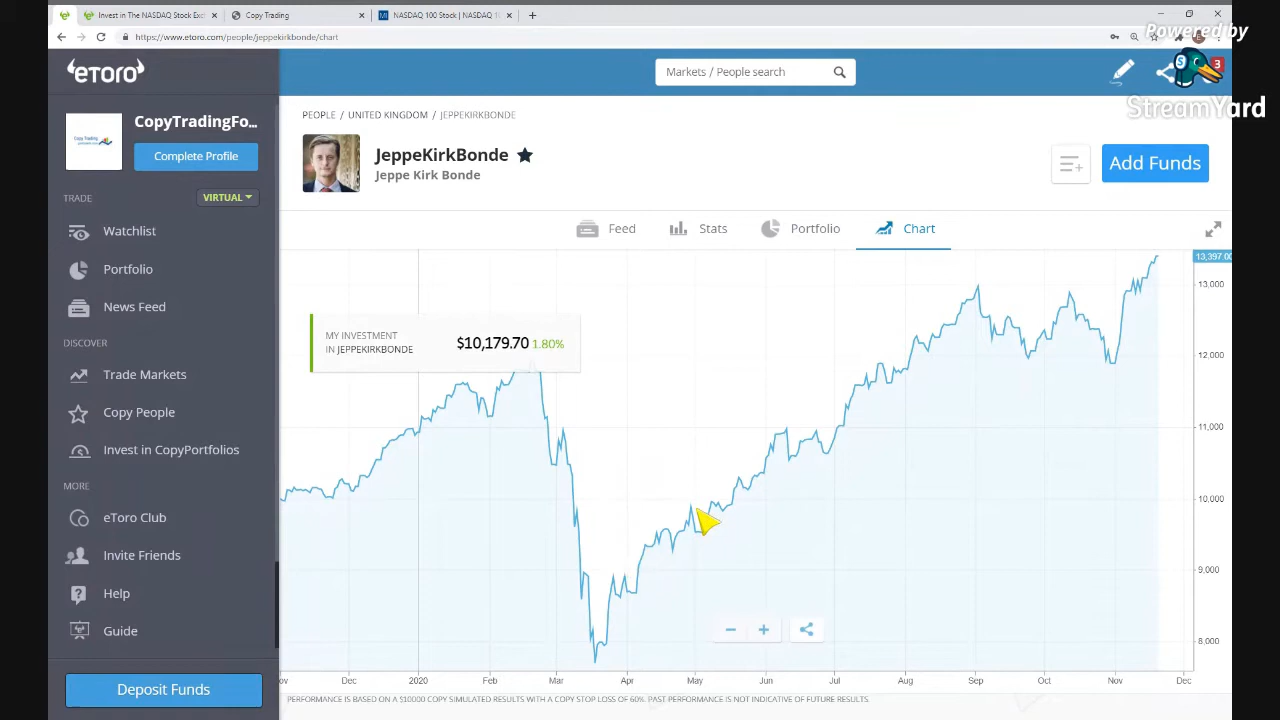 Invest in The NASDAQ Stock Exc
Copy Trading
NASDAQ 100 Stock | NASDAQ 1
https://www.etoro.com/people/jeppekirkbonde/chart
Powered by
StreamYard
3
eToro
Markets / People search
CopyTradingFo...
Complete Profile
TRADE
VIRTUAL
Watchlist
Portfolio
News Feed
DISCOVER
Trade Markets
Copy People
Invest in CopyPortfolios
MORE
eToro Club
Invite Friends
Help
Guide
Deposit Funds
PEOPLE / UNITED KINGDOM / JEPPEKIRKBONDE
JeppeKirkBonde
Jeppe Kirk Bonde
Add Funds
Feed
Stats
Portfolio
Chart
MY INVESTMENT
IN JEPPEKIRKBONDE
$10,179.70 1.80%
13,397.00
13,000
12,000
11,000
10,000
9,000
8,000
ov Dec 2020 Feb Mar Apr May Jun Jul Aug Sep Oct Nov Dec
PERFORMANCE IS BASED ON A $10000 COPY SIMULATED RESULTS WITH A COPY STOP LOSS OF 60%. PAST PERFORMANCE IS NOT INDICATIVE OF FUTURE RESULTS.